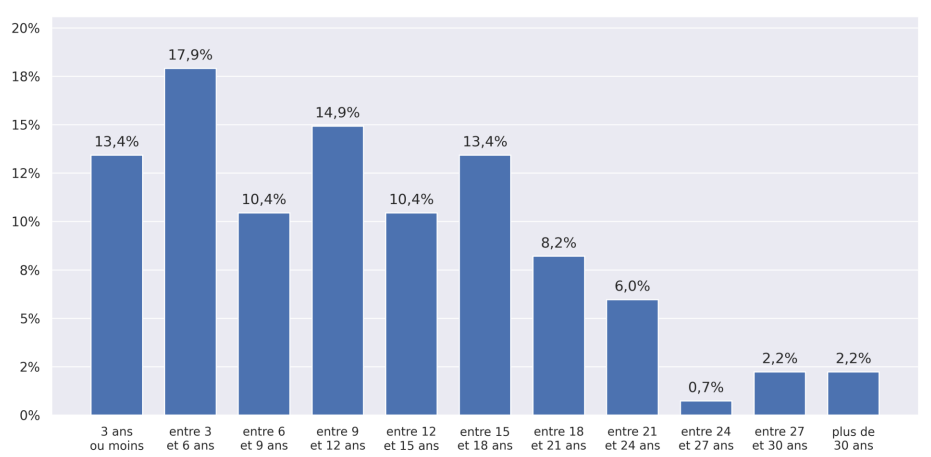 20%
18%
15%
12%
10%
8%
5%
2%
0%
13,4%
17,9%
10,4%
14,9%
10,4%
13,4%
8,2%
6,0%
0,7%
2,2%
2,2%
3 ans
ou moins
entre 3
et 6 ans
entre 6
et 9 ans
entre 9
et 12 ans
entre 12
et 15 ans
entre 15
et 18 ans
entre 18
et 21 ans
entre 21
et 24 ans
entre 24
et 27 ans
entre 27
et 30 ans
plus de
30 ans